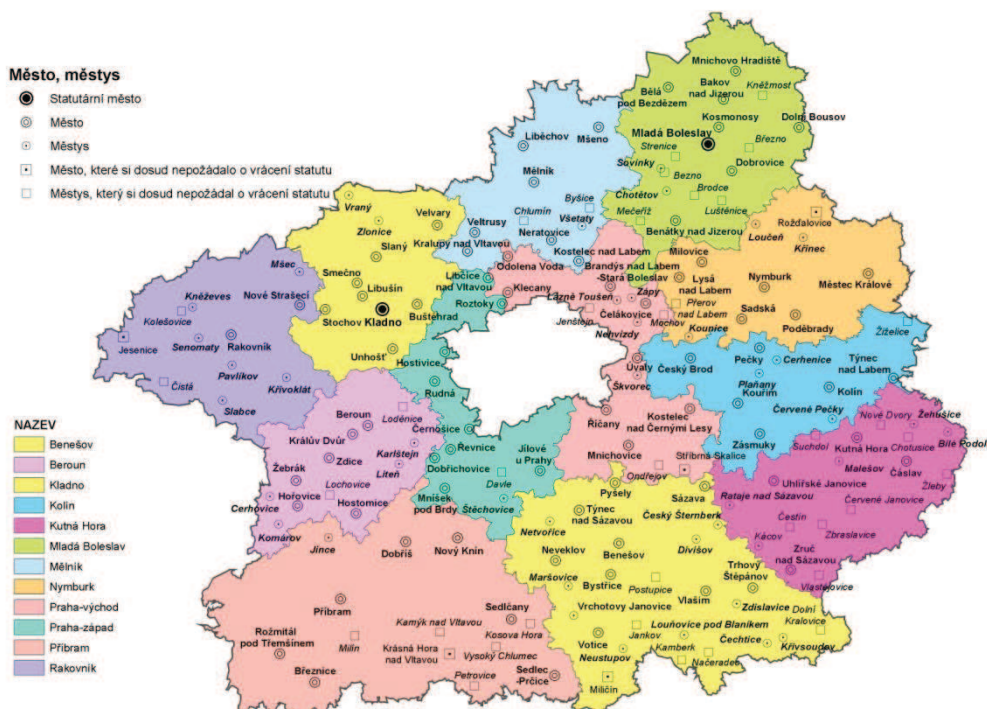 Město, městys
Statutární město
Město
Městys
Město, které si dosud nepožádalo o vrácení statutu
Městys, který si dosud nepožádal o vrácení statutu
NAZEV
Benešov
Beroun
Kladno
Kolín
Kutná Hora
Mladá Boleslav
Mělník
Nymburk
Praha-východ
Praha-západ
Příbram
Rakovník
Mnichovo Hradiště
Bakov
nad Jizerou
Kněžmost
Bělá
pod Bezdězem
Kosmonosy
Dolní Bousov
Mladá Boleslav
Strenice
Březno
Sovínky
Bezno
Dobrovice
Chotětov
Brodce
Luštěnice
Mečeříž
Benátky nad Jizerou
Liběchov
Mšeno
Mělník
Byšice
Chlumín
Všetaty
Veltrusy
Neratovice
Kralupy nad Vltavou
Kostelec nad Labem
Vraný
Zlonice
Velvary
Slaný
Smečno
Libušín
Stochov
Kladno
Buštěhrad
Unhošť
Mšec
Kněževes
Nové Strašecí
Kolešovice
Jesenice
Senomaty
Rakovník
Pavlíkov
Čistá
Křivoklát
Slabce
Rožďalovice
Loučeň
Křinec
Milovice
Lysá
nad Labem
Nymburk
Městec Králové
Přerov
nad Labem
Sadská
Poděbrady
Kounice
Odolena Voda
Brandýs nad Labem
-Stará Boleslav
Klecany
Lázně Toušeň
Zápy
Čelákovice
Jenštejn
Mochov
Nehvizdy
Úvaly
Škvorec
Říčany
Kostelec
nad Černými Lesy
Mnichovice
Stříbrná Skalice
Ondřejov
Libčice
nad Vltavou
Roztoky
Hostivice
Rudná
Černošice
Řevnice
Dobřichovice
Jílové
u Prahy
Davle
Mníšek
pod Brdy
Štěchovice
Český Brod
Pečky
Cerhenice
Týnec
nad Labem
Žiželice
Plaňany
Kouřim
Kolín
Červené Pečky
Zásmuky
Nové Dvory
Žehušice
Suchdol
Kutná Hora
Chotusice
Bílé Podolí
Malešov
Čáslav
Uhlířské Janovice
Žleby
Rataje nad Sázavou
Červené Janovice
Čestín
Zbraslavice
Kácov
Zruč
nad Sázavou
Vlastějovice
Beroun
Loděnice
Králův Dvůr
Karlštejn
Zdice
Liteň
Žebrák
Lochovice
Hořovice
Hostomice
Cerhovice
Komárov
Jince
Dobříš
Nový Knín
Příbram
Sedlčany
Rožmitál
pod Třemšínem
Kamýk nad Vltavou
Kosova Hora
Milín
Krásná Hora
nad Vltavou
Vysoký Chlumec
Březnice
Petrovice
Sedlec
-Prčice
Pyšely
Sázava
Týnec
nad Sázavou
Český Šternberk
Netvořice
Neveklov
Benešov
Divišov
Maršovice
Bystřice
Trhový
Štěpánov
Postupice
Vlašim
Vrchotovy Janovice
Zdislavice
Dolní
Kralovice
Louňovice pod Blaníkem
Votice
Jankov
Čechtice
Křivsoudov
Neustupov
Kamberk
Načeradec
Miličín